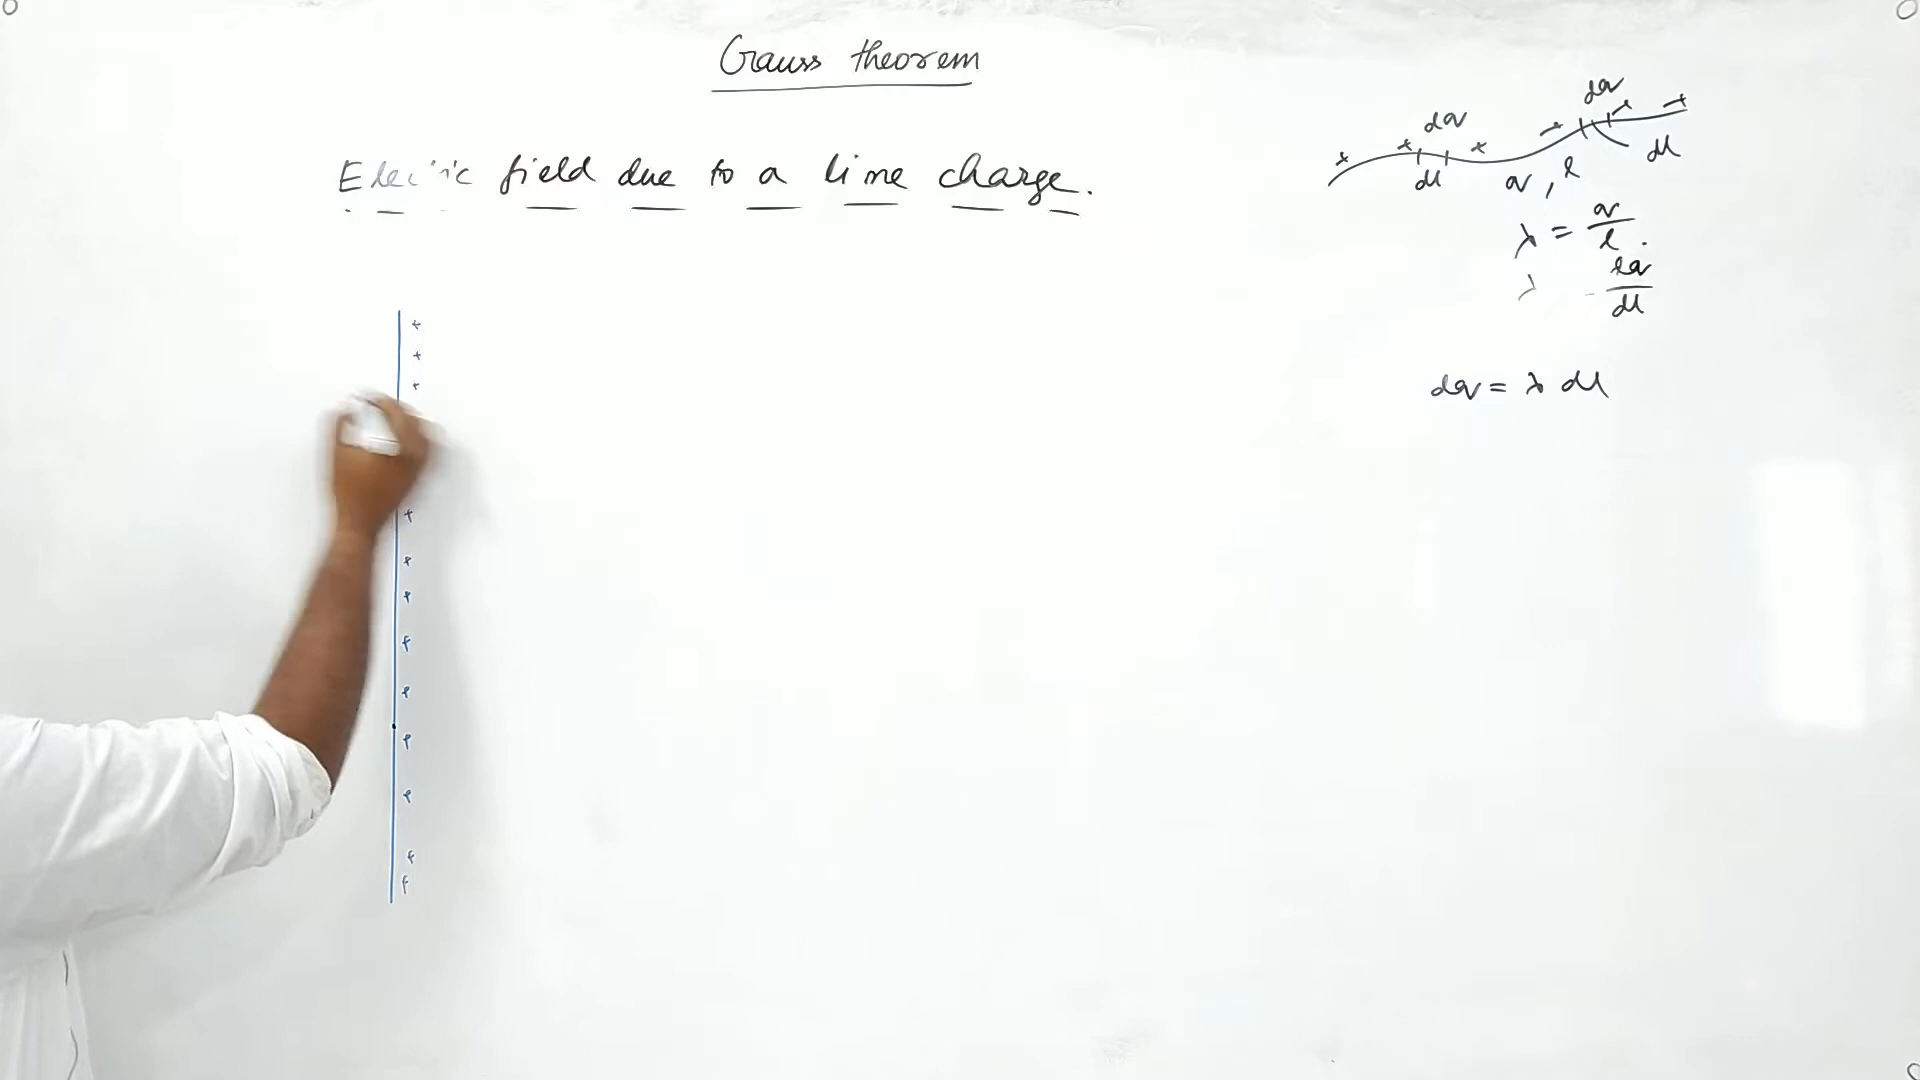 Gauss theorem
Electric field due to a line charge.
dq
dq
dl
dl
q, l
λ = q/l.
λ - dq/dl
dq = λ dl